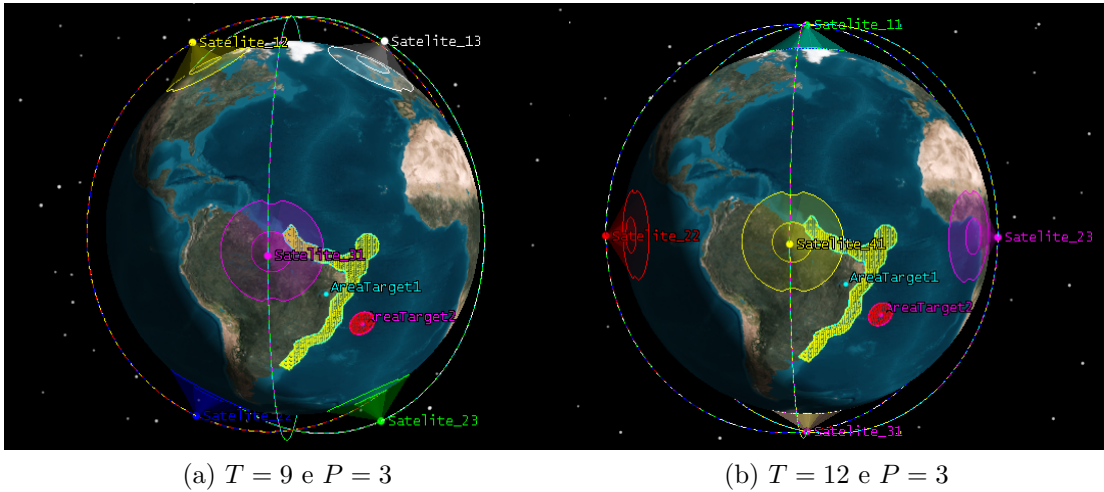 Satelite_12
Satelite_13
Satelite_31
AreaTarget1
AreaTarget2
Satelite_23
(a) T = 9 e P = 3
Satelite_11
Satelite_22
Satelite_41
Satelite_23
AreaTarget1
AreaTarget2
Satelite_31
(b) T = 12 e P = 3